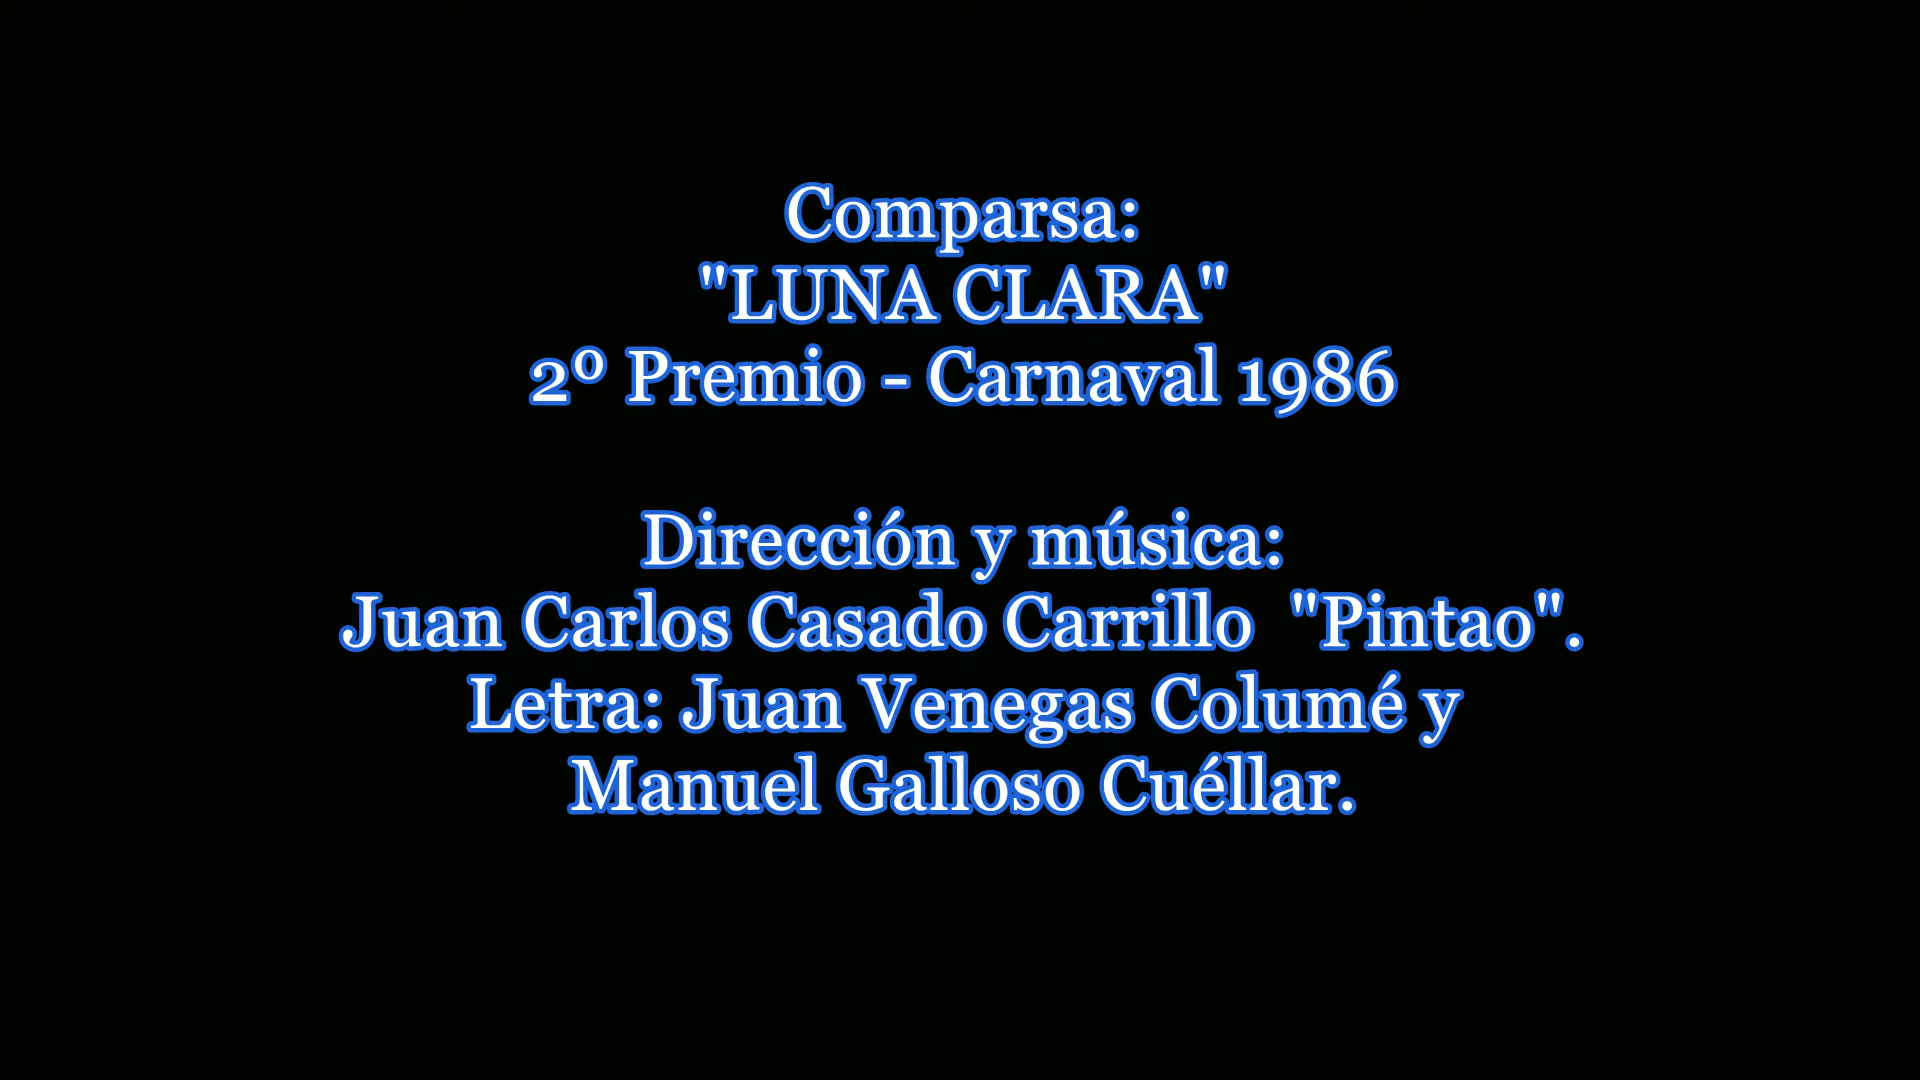 Comparsa:
"LUNA CLARA"
2º Premio - Carnaval 1986
Dirección y música:
Juan Carlos Casado Carrillo "Pintao".
Letra: Juan Venegas Columé y
Manuel Galloso Cuéllar.